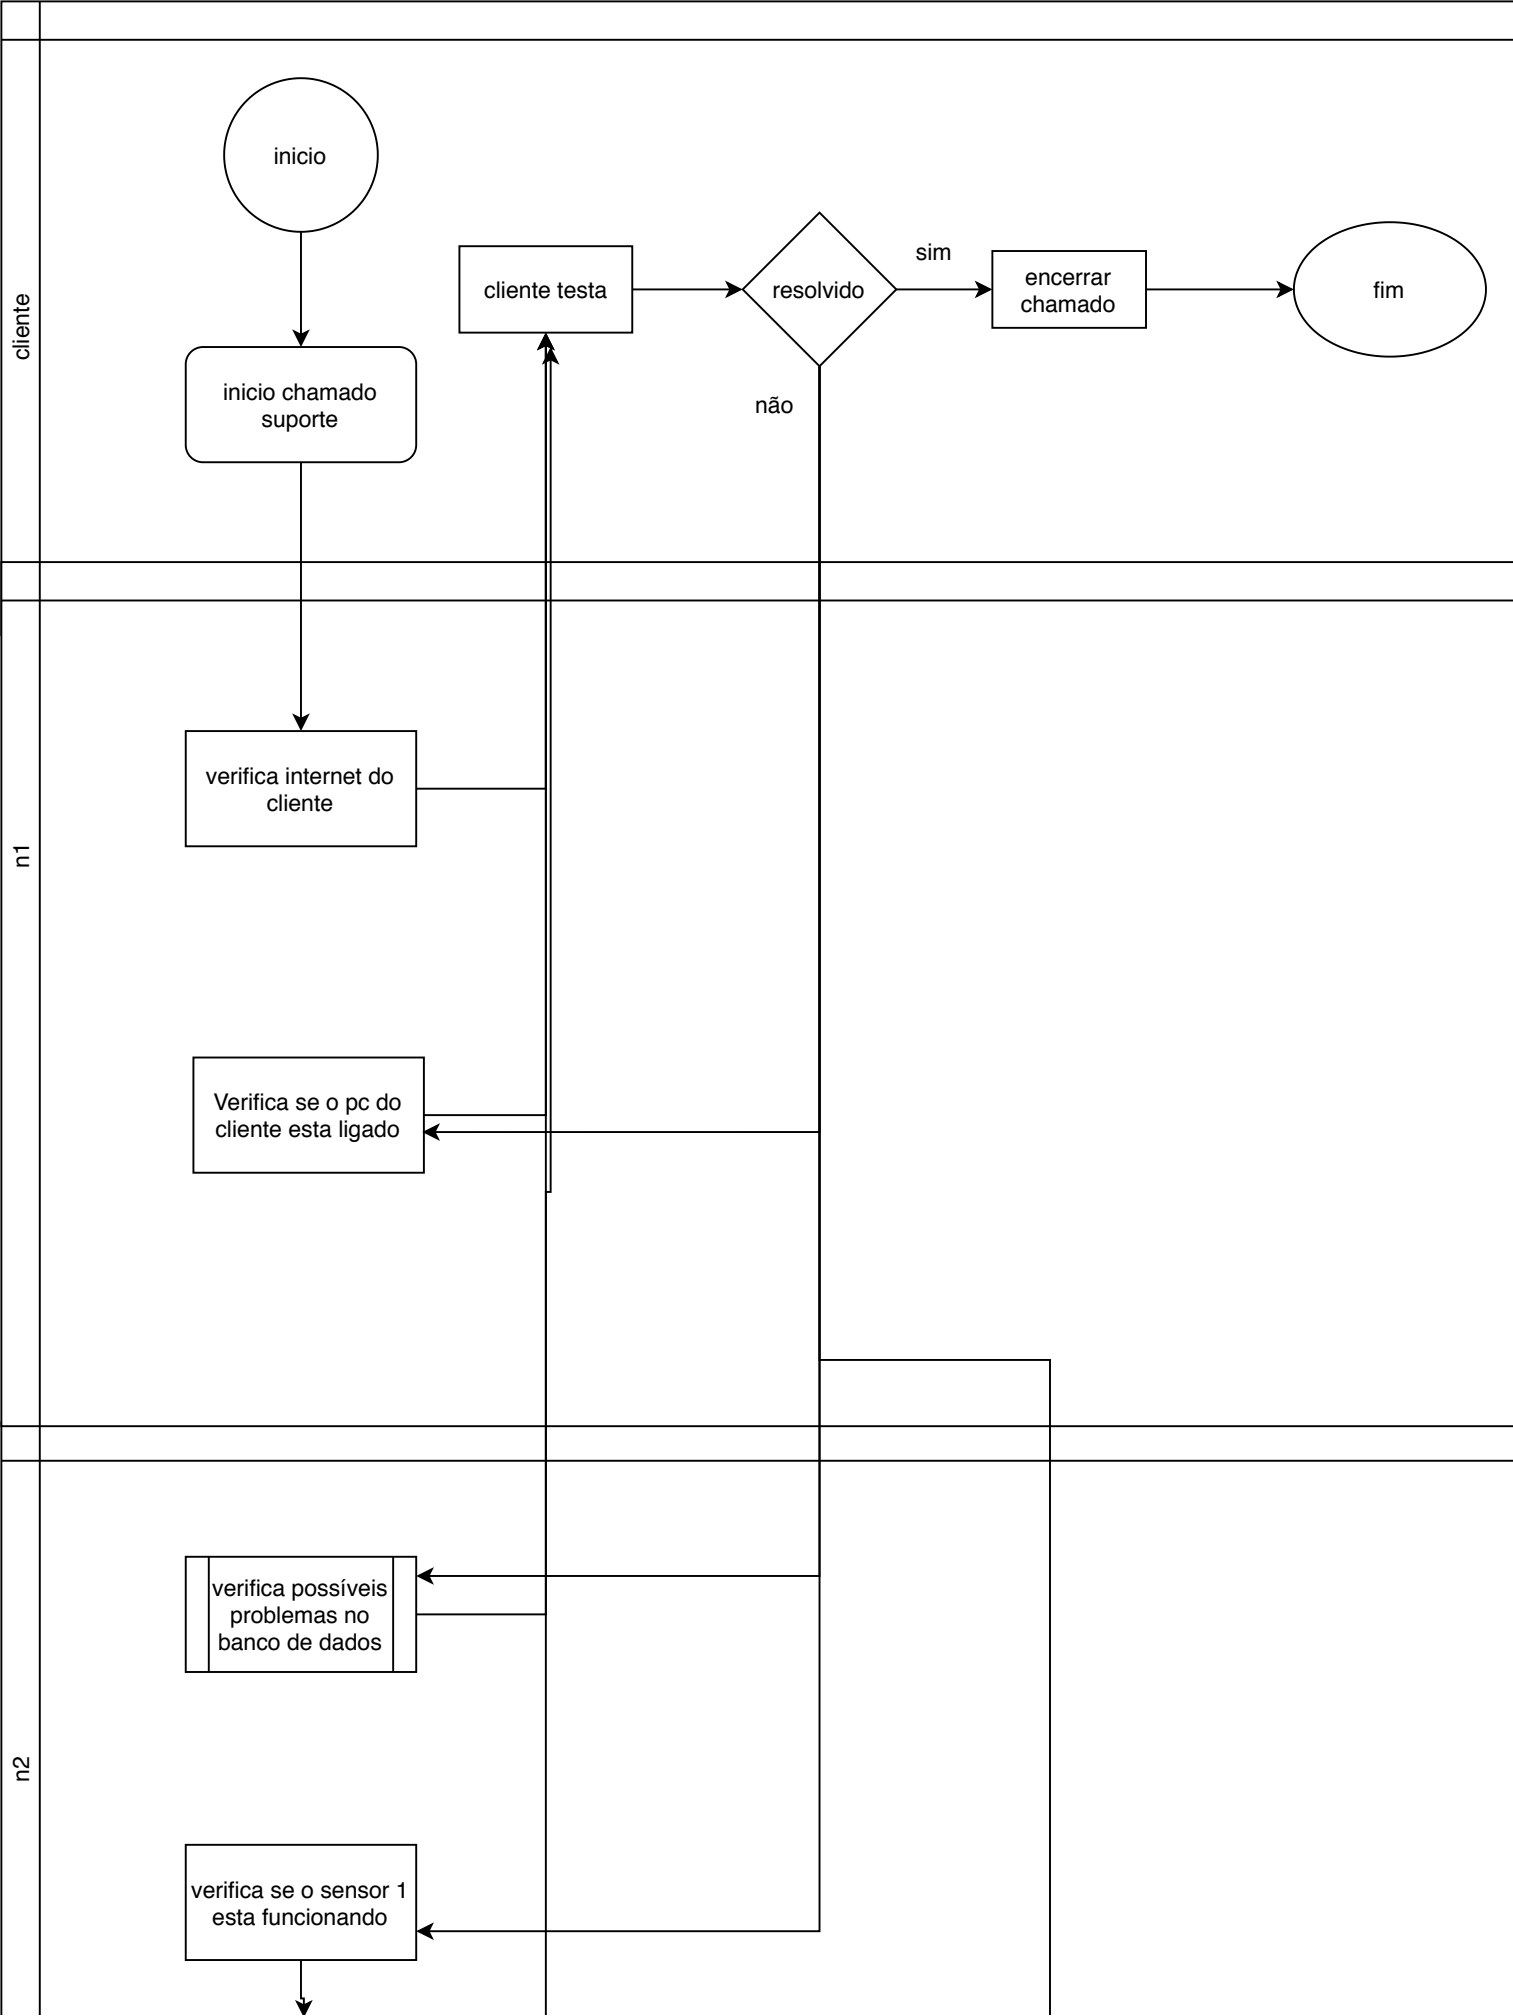 cliente
inicio
cliente testa
resolvido
sim
encerrar
chamado
fim
inicio chamado
suporte
não
n1
verifica internet do
cliente
Verifica se o pc do
cliente esta ligado
n2
verifica possíveis
problemas no
banco de dados
verifica se o sensor 1
esta funcionando